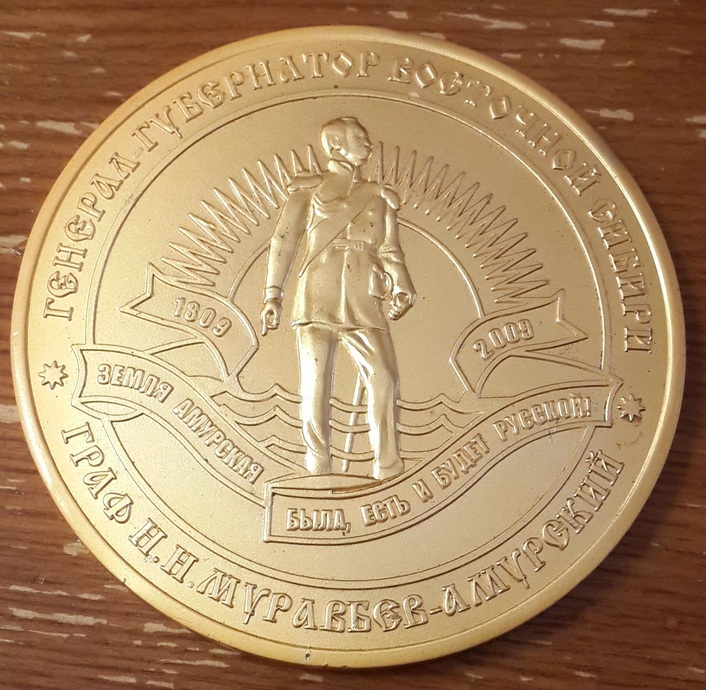 ГЕНЕРАЛ-ГУБЕРНАТОР ВОСТОЧНОЙ СИБИРИ
1809
2009
ЗЕМЛЯ АМУРСКАЯ
БЫЛА, ЕСТЬ И БУДЕТ РУССКОЙ!
ГРАФ Н.Н.МУРАВЬЕВ-АМУРСКИЙ